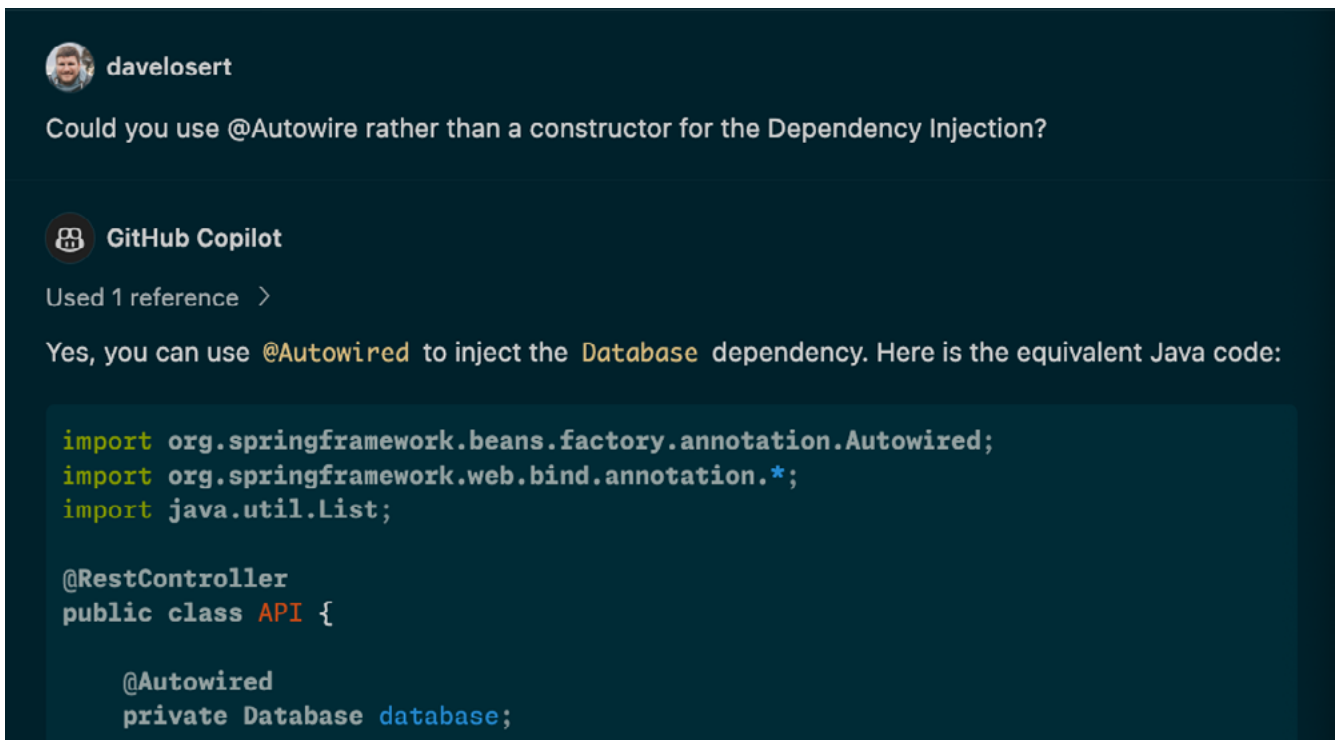 davelosert
Could you use @Autowire rather than a constructor for the Dependency Injection?
GitHub Copilot
Used 1 reference >
Yes, you can use @Autowired to inject the Database dependency. Here is the equivalent Java code:
import org.springframework.beans.factory.annotation.Autowired;
import org.springframework.web.bind.annotation.*;
import java.util.List;
@RestController
public class API {
@Autowired
private Database database;